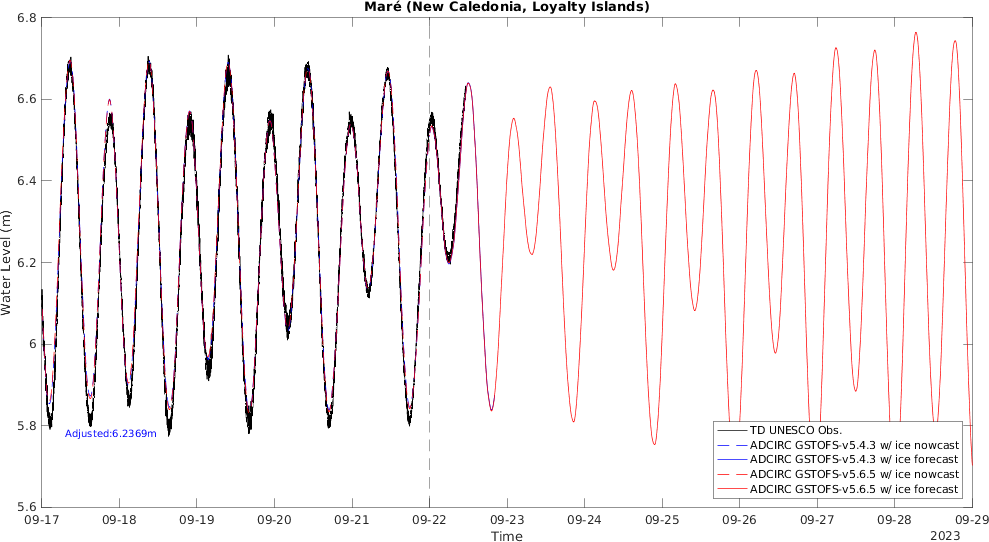 Maré (New Caledonia, Loyalty Islands)
6.8
6.6
6.4
6.2
6
5.8
5.6
Water Level (m)
Adjusted:6.2369m
TD UNESCO Obs.
ADCIRC GSTOFS-v5.4.3 w/ ice nowcast
ADCIRC GSTOFS-v5.4.3 w/ ice forecast
ADCIRC GSTOFS-v5.6.5 w/ ice nowcast
ADCIRC GSTOFS-v5.6.5 w/ ice forecast
09-17 09-18 09-19 09-20 09-21 09-22 09-23 09-24 09-25 09-26 09-27 09-28 09-29
Time
2023